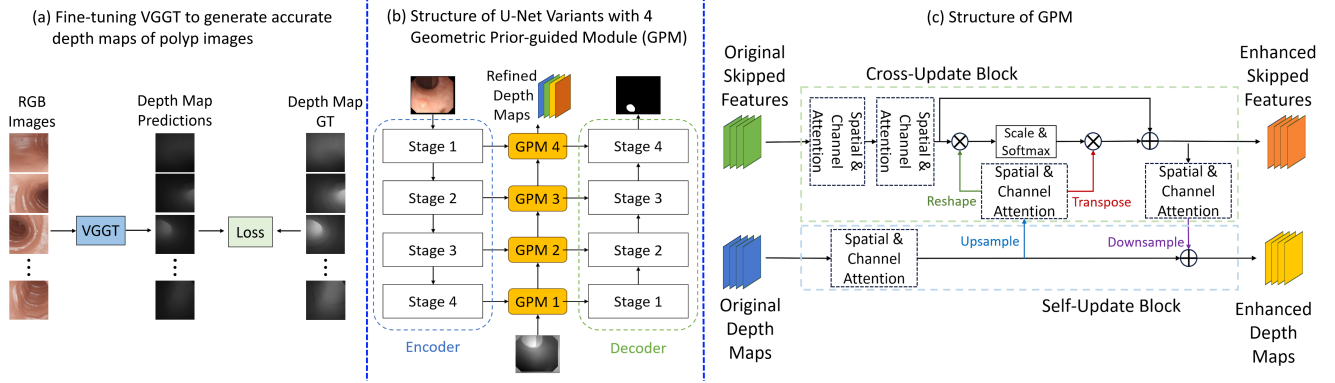 (a) Fine-tuning VGGT to generate accurate
depth maps of polyp images
RGB
Images
Depth Map
Predictions
Depth Map
GT
VGGT
Loss
(b) Structure of U-Net Variants with 4
Geometric Prior-guided Module (GPM)
Refined
Depth
Maps
Stage 1
GPM 4
Stage 4
Stage 2
GPM 3
Stage 3
Stage 3
GPM 2
Stage 2
Stage 4
GPM 1
Stage 1
Encoder
Decoder
(c) Structure of GPM
Original
Skipped
Features
Cross-Update Block
Enhanced
Skipped
Features
Spatial &
Channel
Attention
Spatial &
Channel
Attention
Scale &
Softmax
Reshape
Spatial &
Channel
Attention
Transpose
Spatial &
Channel
Attention
Upsample
Downsample
Spatial &
Channel
Attention
Self-Update Block
Original
Depth
Maps
Enhanced
Depth
Maps